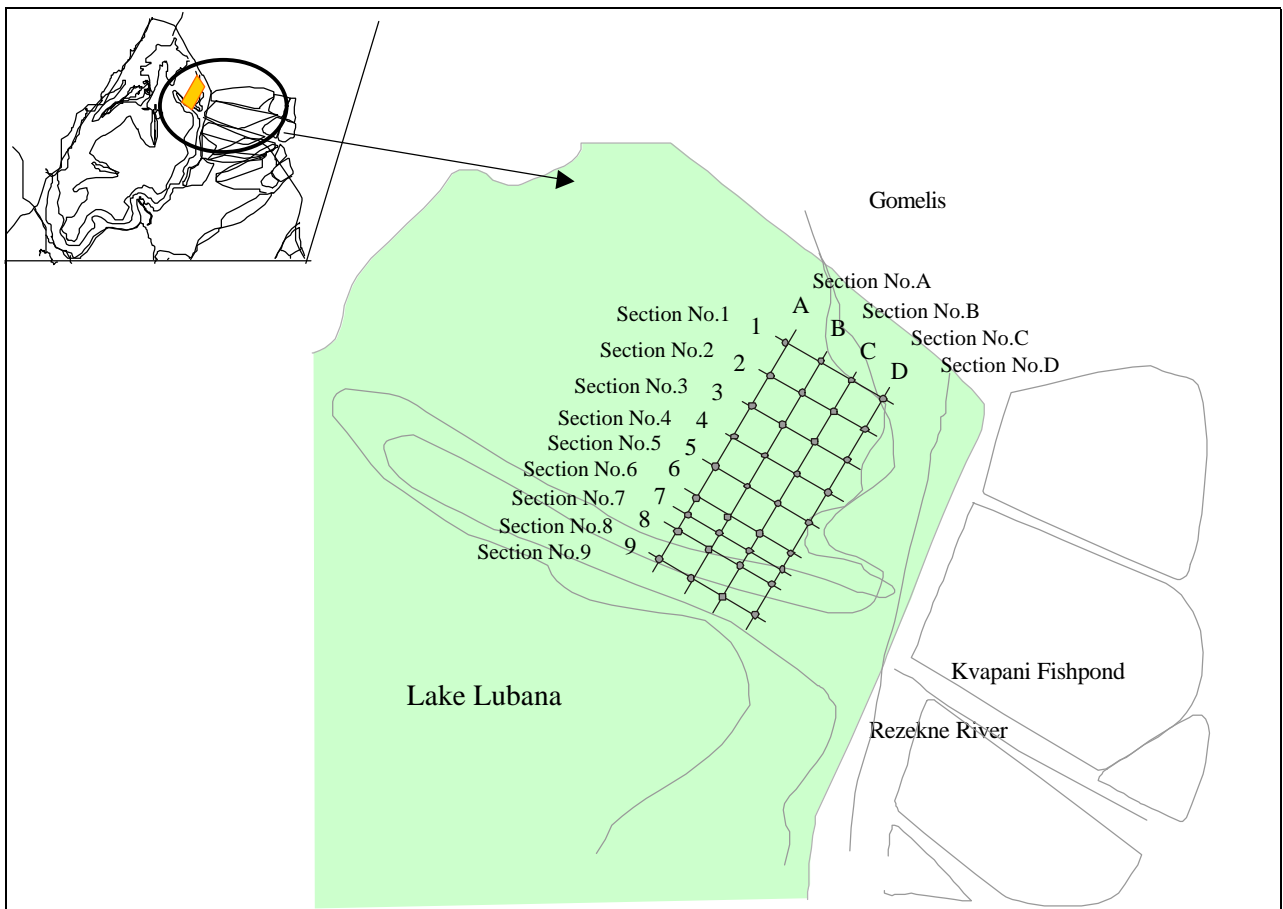 Gomelis
Section No.A
A
Section No.B
Section No.1
1
B
Section No.C
C
Section No.2
2
D
Section No.D
Section No.3
3
Section No.4
4
Section No.5
5
Section No.6
6
Section No.7
7
Section No.8
8
Section No.9
9
Kvapani Fishpond
Lake Lubana
Rezekne River